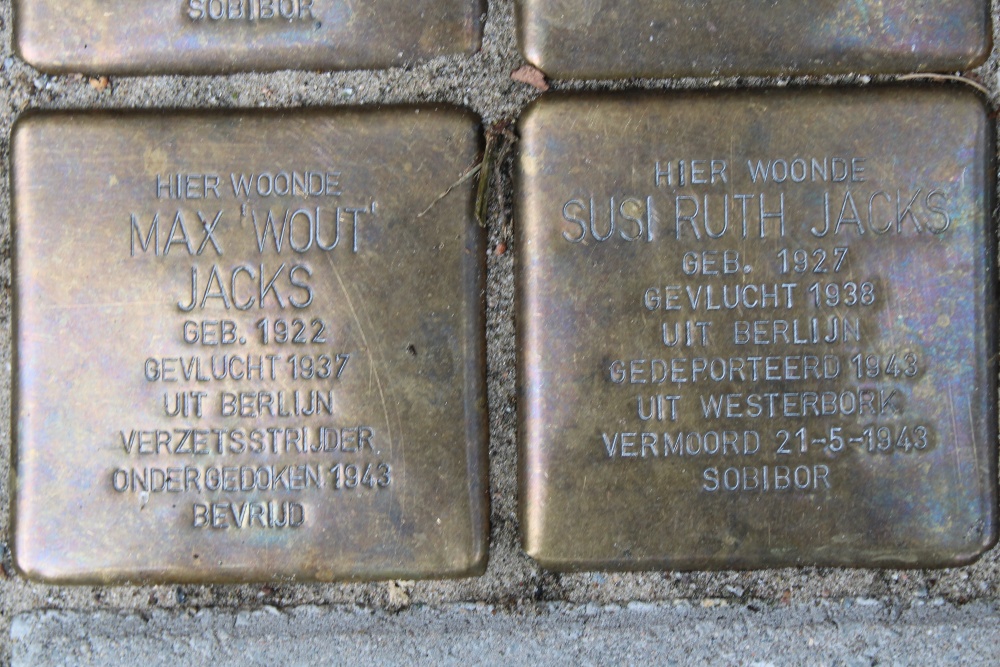 SOBIBOR
HIER WOONDE
MAX 'WOUT'
JACKS
GEB. 1922
GEVLUCHT 1937
UIT BERLIJN
VERZETSSTRIJDER
ONDERGEDOKEN 1943
BEVRIJD
HIER WOONDE
SUSI RUTH JACKS
GEB. 1927
GEVLUCHT 1938
UIT BERLIJN
GEDEPORTEERD 1943
UIT WESTERBORK
VERMOORD 21-5-1943
SOBIBOR